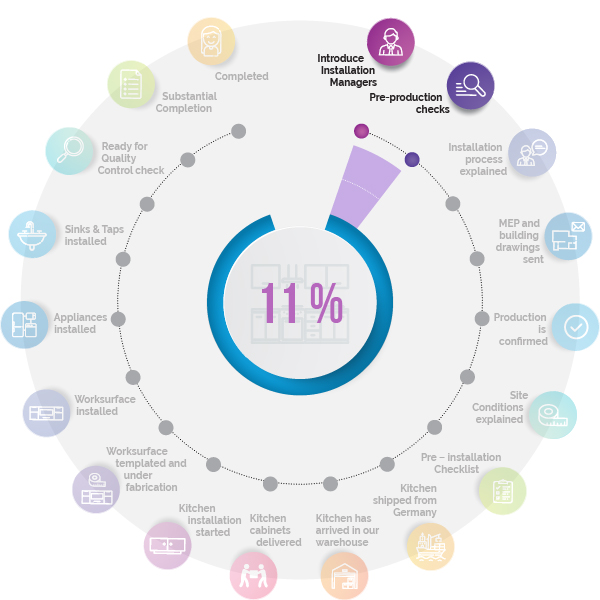 Introduce
Installation
Managers
Pre-production
checks
Installation
process
explained
MEP and
building
drawings
sent
Production
is
confirmed
Site
Conditions
explained
Pre – installation
Checklist
Kitchen
shipped from
Germany
Kitchen has
arrived in our
warehouse
Kitchen
cabinets
delivered
Kitchen
installation
started
Worksurface
templated and
under
fabrication
Worksurface
installed
Appliances
installed
Sinks & Taps
installed
Ready for
Quality
Control check
Substantial
Completion
Completed
11 %